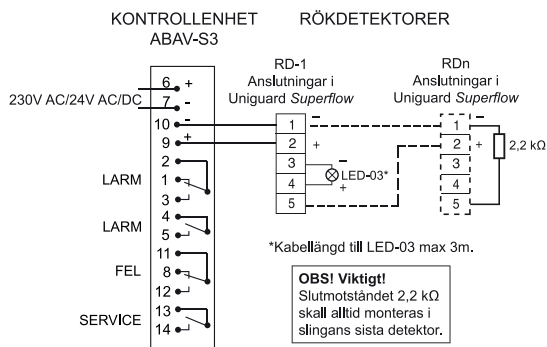 KONTROLLENHET
ABAV-S3
RÖKDETEKTORER
RD-1
Anslutningar i
Uniguard Superflow
RDn
Anslutningar i
Uniguard Superflow
230V AC/24V AC/DC
6 +
7 -
10 -
9 +
LARM
2
1
3
LARM
4
5
FEL
11
8
12
SERVICE
13
14
1 -
2 +
3 -
4 +
5
LED-03*
1 -
2 +
3
4
5
2,2 kΩ
*Kabellängd till LED-03 max 3m.
OBS! Viktigt!
Slutmotståndet 2,2 kΩ
skall alltid monteras i
slingans sista detektor.